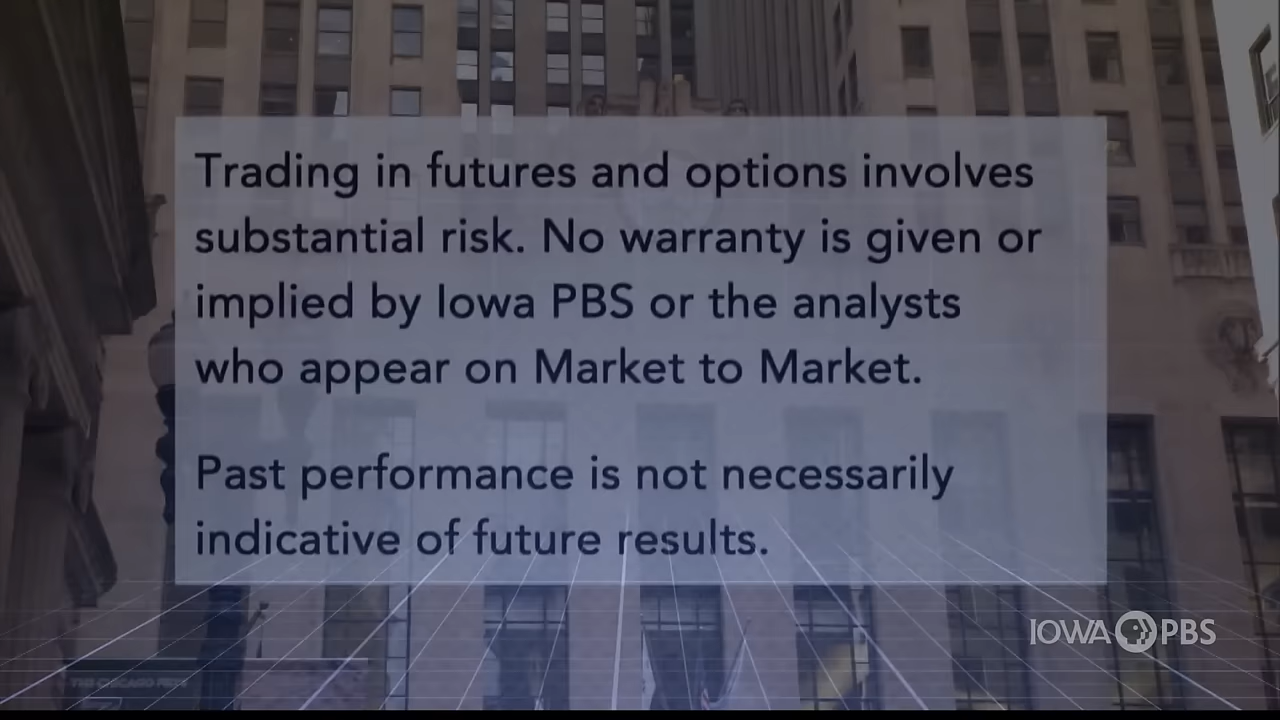 Trading in futures and options involves
substantial risk. No warranty is given or
implied by Iowa PBS or the analysts
who appear on Market to Market.
Past performance is not necessarily
indicative of future results.
IOWA PBS